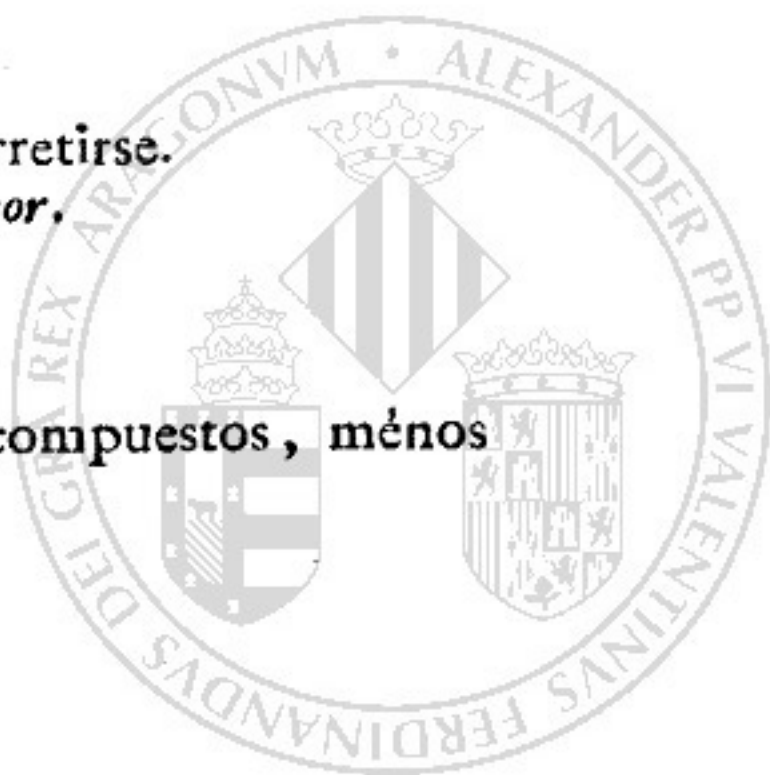 rretirse.
or.
compuestos, ménos
ALEXANDER PP VI VALENTINVS FERDINANDVS DEI GRA REX ARAGONVM